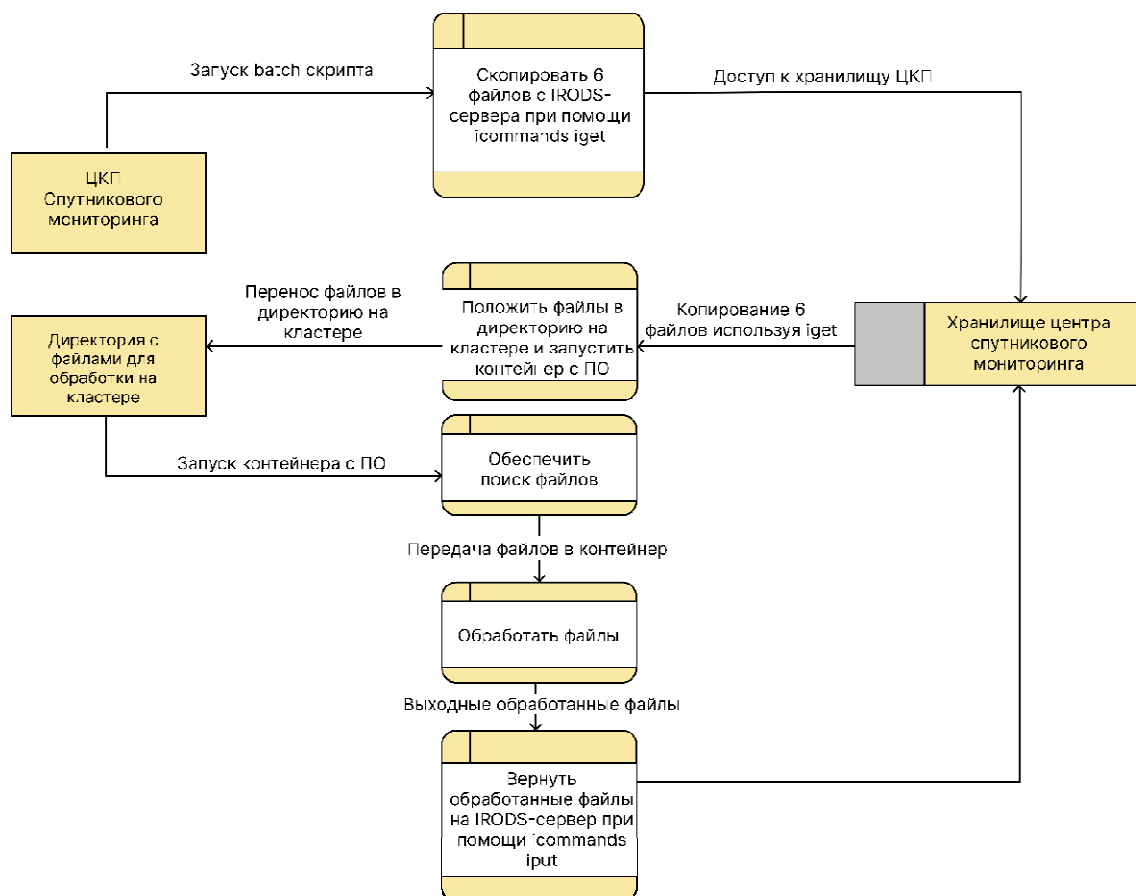 Запуск batch скрипта
Скопировать 6
файлов с IRODS-
сервера при помощи
icommands iget
Доступ к хранилищу ЦКП
ЦКП
Спутникового
мониторинга
Перенос файлов в
директорию на
кластере
Положить файлы в
директорию на
кластере и запустить
контейнер с ПО
Копирование 6
файлов используя iget
Хранилище центра
спутникового
мониторинга
Директория с
файлами для
обработки на
кластере
Запуск контейнера с ПО
Обеспечить
поиск файлов
Передача файлов в контейнер
Обработать файлы
Выходные обработанные файлы
Вернуть
обработанные файлы
на IRODS-сервер при
помощи icommands
iput